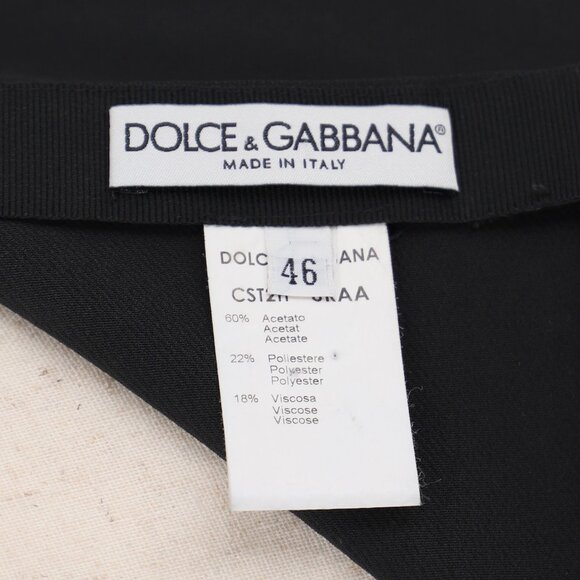 DOLCE & GABBANA®
MADE IN ITALY
46
60% Acetato
Acetat
Acetate
22% Poliestere
Polyester
Polyester
18% Viscosa
Viscose
Viscose